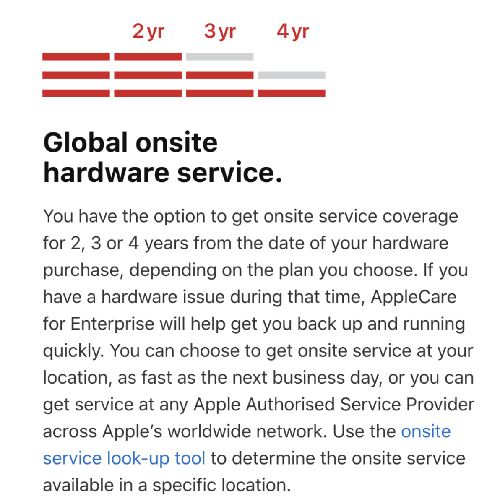 2 yr 3 yr 4 yr
Global onsite
hardware service.
You have the option to get onsite service coverage
for 2, 3 or 4 years from the date of your hardware
purchase, depending on the plan you choose. If you
have a hardware issue during that time, AppleCare
for Enterprise will help get you back up and running
quickly. You can choose to get onsite service at your
location, as fast as the next business day, or you can
get service at any Apple Authorised Service Provider
across Apple’s worldwide network. Use the onsite
service look-up tool to determine the onsite service
available in a specific location.